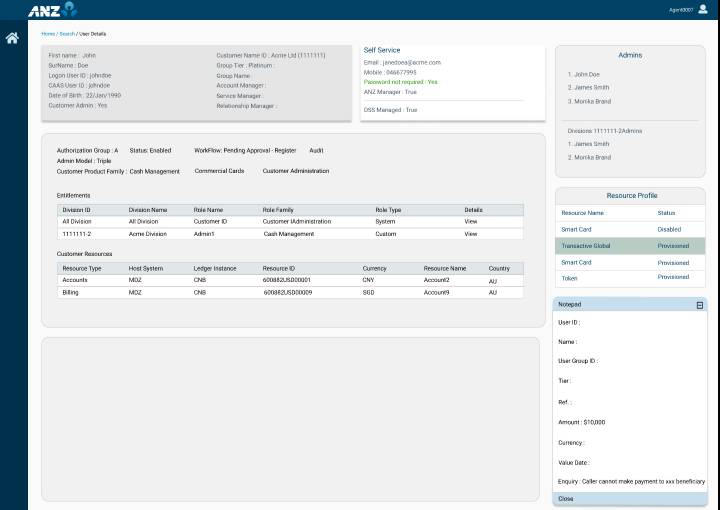 ANZ
Agent0007
Home / Search / User Details
First name : John
SurName : Doe
Logon User ID : johndoe
CAAS User ID : johndoe
Date of Birth : 22/Jan/1990
Customer Admin : Yes
Customer Name ID : Acme Ltd (1111111)
Group Tier : Platinum :
Group Name :
Account Manager :
Service Manager :
Relationship Manager :
Self Service
Email : janedoea@acme.com
Mobile : 046677995
Password not required : Yes
ANZ Manager : True
DSS Managed : True
Admins
1. John Doe
2. James Smith
3. Monika Brand
Divisions 1111111-2Admins
1. James Smith
2. Monika Brand
Authorization Group : A Status: Enabled WorkFlow: Pending Approval - Register Audit
Admin Model : Triple
Customer Product Family : Cash Management Commercial Cards Customer Administration
Entitlements
Division ID Division Name Role Name Role Family Role Type Details
All Division All Division Customer ID Customer IAdministration System View
1111111-2 Acme Division Admin1 Cash Management Custom View
Customer Resources
Resource Type Host System Ledger Instance Resource ID Currency Resource Name Country
Accounts MDZ CNB 600882USD00001 CNY Account2 AU
Billing MDZ CNB 600882USD00009 SGD Account9 AU
Resource Profile
Resource Name Status
Smart Card Disabled
Transactive Global Provisioned
Smart Card Provisioned
Token Provisioned
Notepad
User ID :
Name :
User Group ID :
Tier :
Ref. :
Amount : $10,000
Currency :
Value Date :
Enquiry : Caller cannot make payment to xxx beneficiary
Close